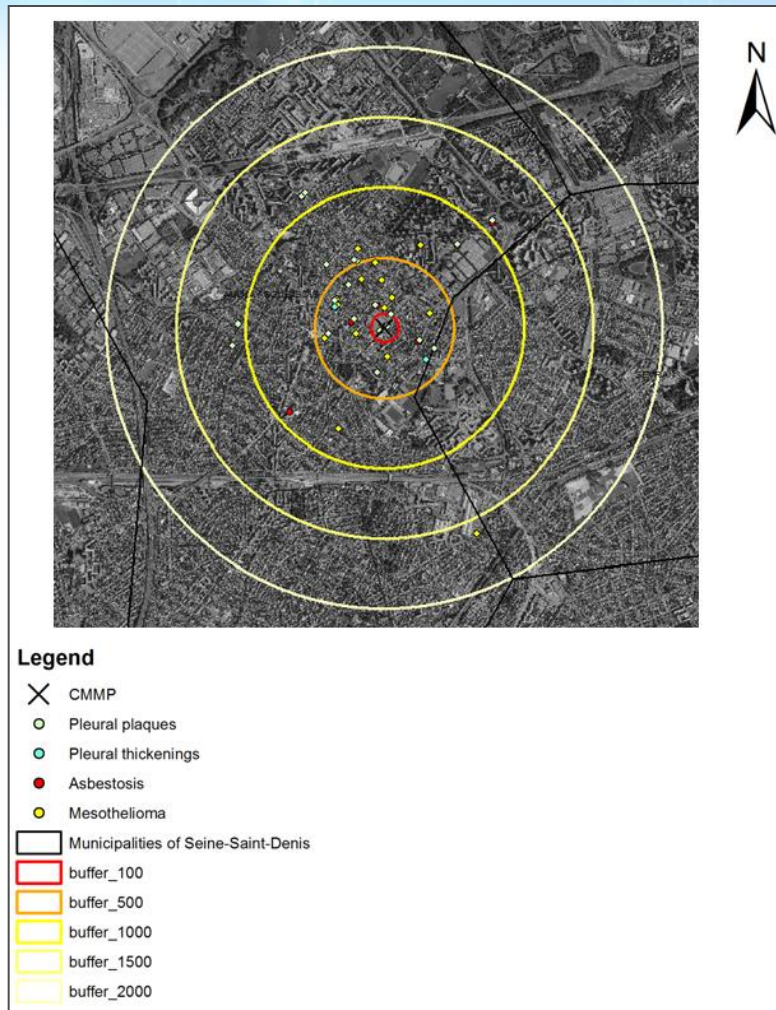 N
Legend
CMMP
Pleural plaques
Pleural thickenings
Asbestosis
Mesothelioma
Municipalities of Seine-Saint-Denis
buffer_100
buffer_500
buffer_1000
buffer_1500
buffer_2000